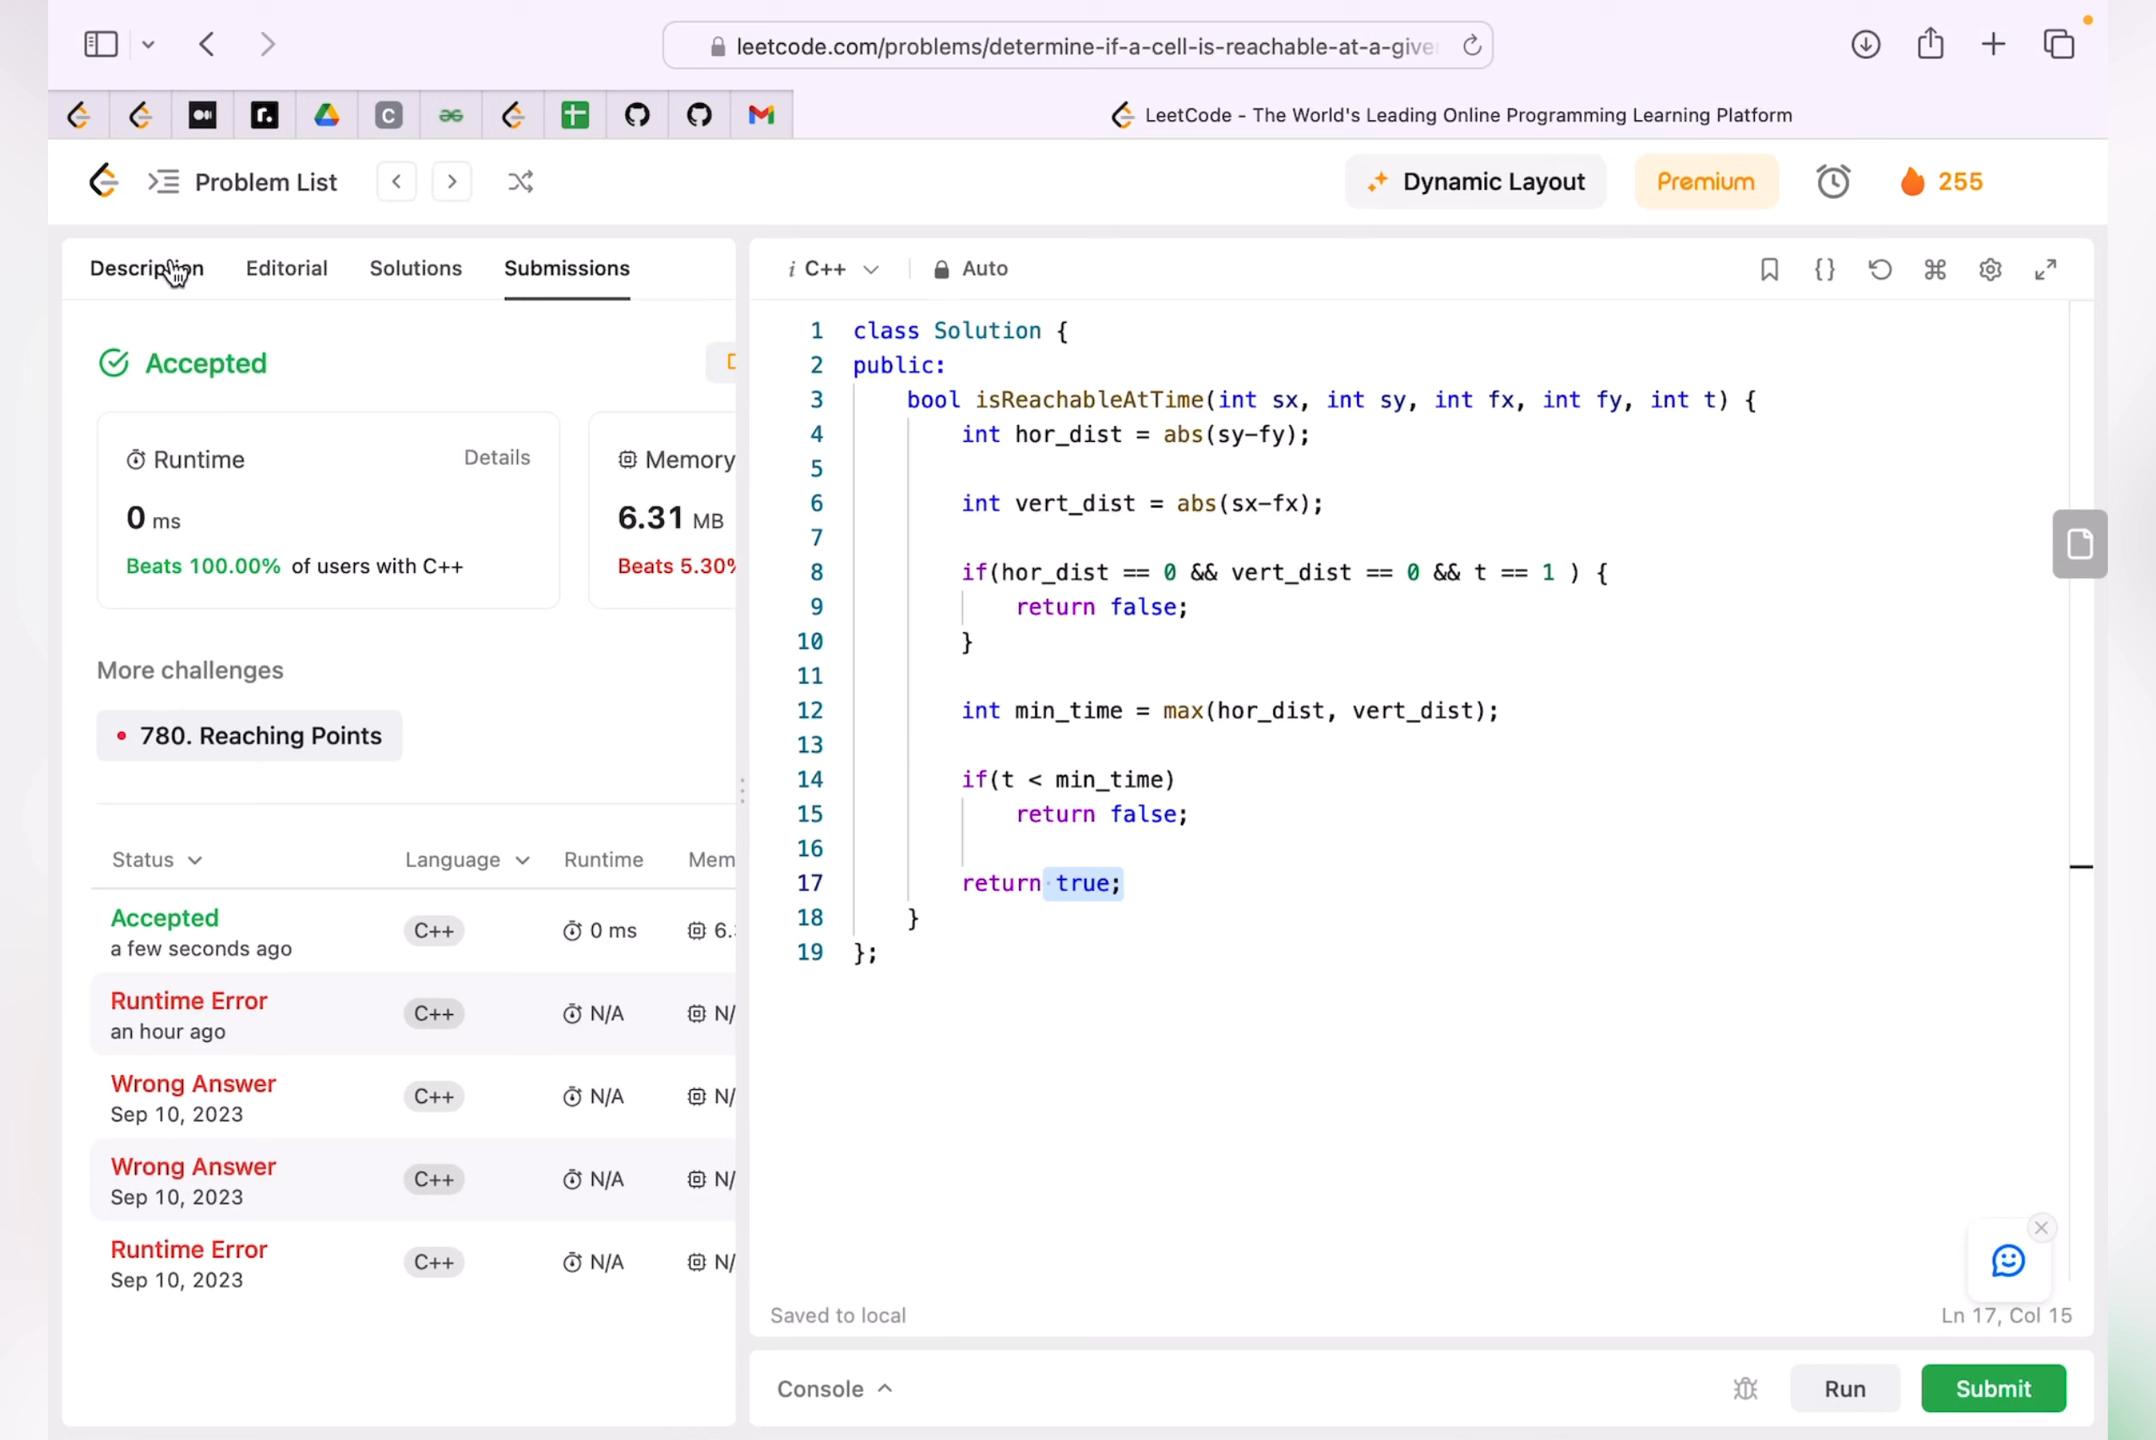 leetcode.com/problems/determine-if-a-cell-is-reachable-at-a-give
LeetCode - The World's Leading Online Programming Learning Platform
Problem List
Dynamic Layout
Premium
255
Description
Editorial
Solutions
Submissions
Accepted
Runtime
Details
0 ms
Beats 100.00% of users with C++
Memory
6.31 MB
Beats 5.30%
More challenges
780. Reaching Points
Status
Language
Runtime
Mem
Accepted
a few seconds ago
C++
0 ms
6.
Runtime Error
an hour ago
C++
N/A
N/
Wrong Answer
Sep 10, 2023
C++
N/A
N/
Wrong Answer
Sep 10, 2023
C++
N/A
N/
Runtime Error
Sep 10, 2023
C++
N/A
N/
i C++
Auto
1 class Solution {
2 public:
3 bool isReachableAtTime(int sx, int sy, int fx, int fy, int t) {
4 int hor_dist = abs(sy-fy);
5
6 int vert_dist = abs(sx-fx);
7
8 if(hor_dist == 0 && vert_dist == 0 && t == 1 ) {
9 return false;
10 }
11
12 int min_time = max(hor_dist, vert_dist);
13
14 if(t < min_time)
15 return false;
16
17 return true;
18 }
19 };
Saved to local
Ln 17, Col 15
Console
Run
Submit